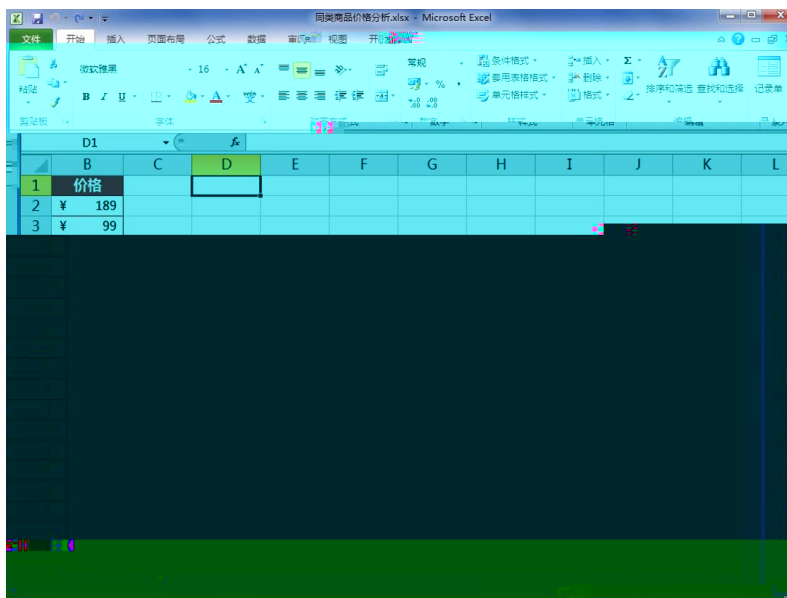 同类商品价格分析.xlsx - Microsoft Excel
文件 开始 插入 页面布局 公式 数据 视图
微软雅黑 16 常规 条件格式 插入 Σ
粘贴 套用表格格式 删除 排序和筛选 查找和选择 记录单
B I U A % , 单元格样式 格式
剪贴板 字体
D1 fx
B C D E F G H I J K L
1 价格
2 ¥ 189
3 ¥ 99